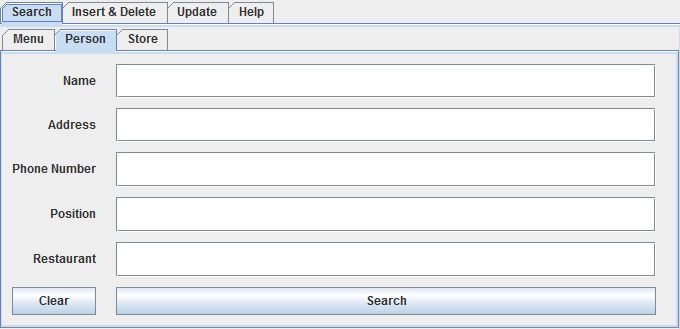 Search Insert & Delete Update Help
Menu Person Store
Name
Address
Phone Number
Position
Restaurant
Clear Search